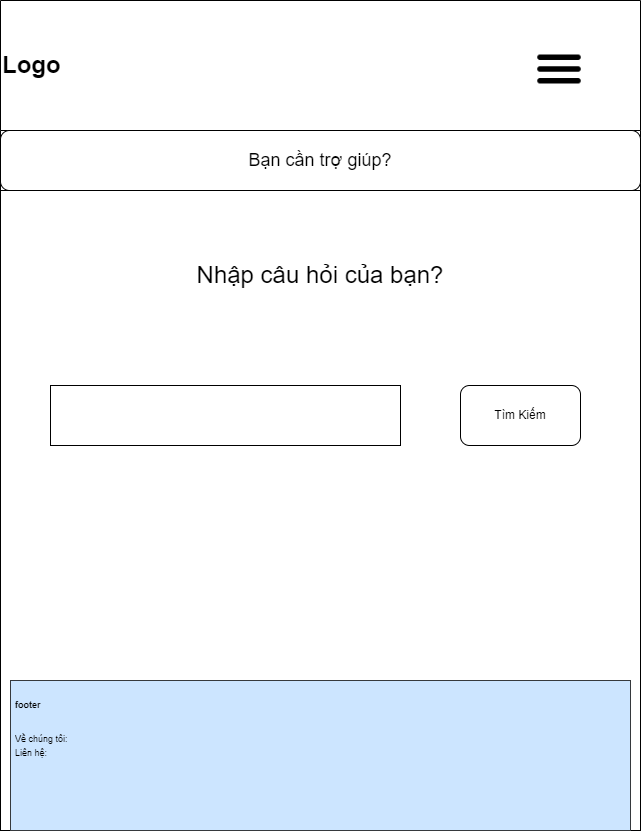 Logo
Bạn cần trợ giúp?
Nhập câu hỏi của bạn?
Tìm Kiếm
footer
Về chúng tôi:
Liên hệ: